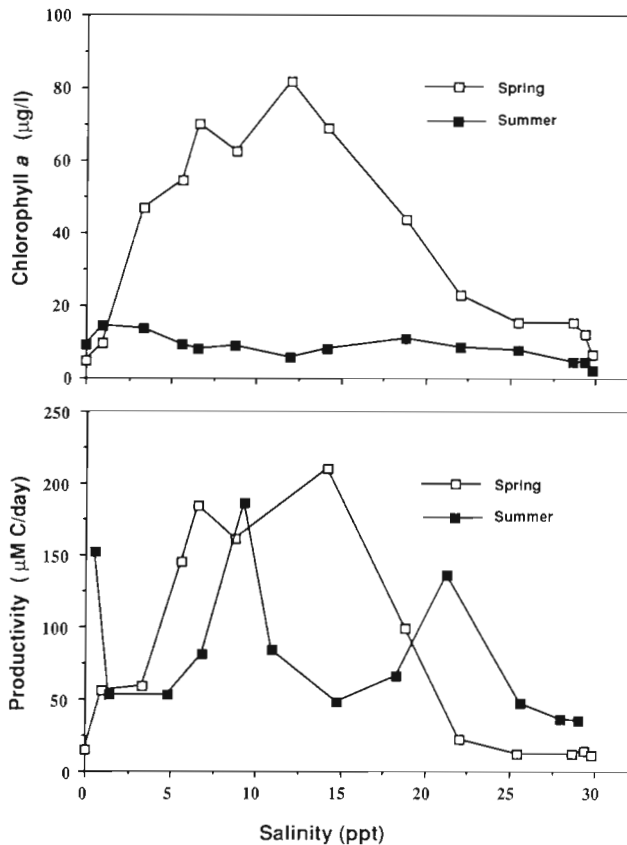 100
80
60
40
20
0
Chlorophyll a (µg/l)
Spring
Summer
250
200
150
100
50
0
Productivity ( µM C/day)
Spring
Summer
0 5 10 15 20 25 30
Salinity (ppt)